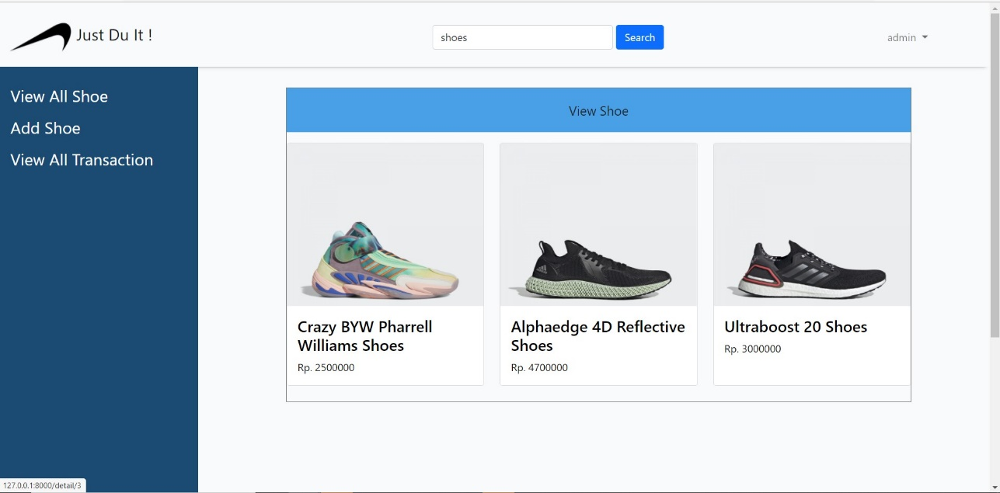 Just Du It !
shoes
Search
admin
View All Shoe
Add Shoe
View All Transaction
View Shoe
Crazy BYW Pharrell
Williams Shoes
Rp. 2500000
Alphaedge 4D Reflective
Shoes
Rp. 4700000
Ultraboost 20 Shoes
Rp. 3000000
127.0.0.1:8000/detail/3